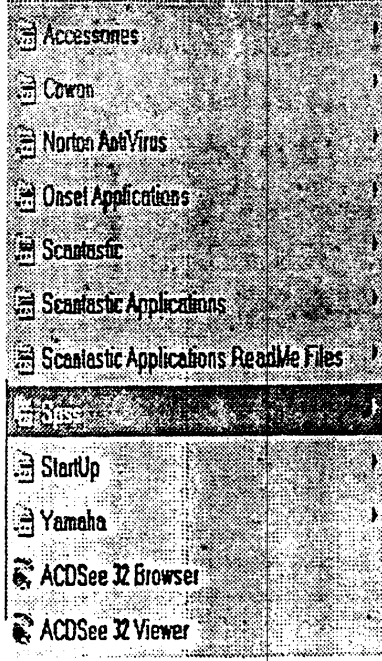 Accessories
Cowon
Norton AntiVirus
Onset Applications
Scantastic
Scantastic Applications
Scantastic Applications ReadMe Files
StartUp
Yamaha
ACDSee 32 Browser
ACDSee 32 Viewer